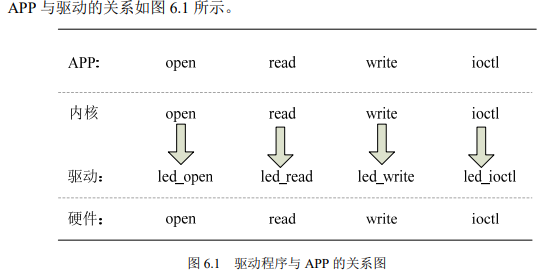 APP 与驱动的关系如图 6.1 所示。
APP: open read write ioctl
内核 open read write ioctl
驱动: led_open led_read led_write led_ioctl
硬件: open read write ioctl
图 6.1 驱动程序与 APP 的关系图